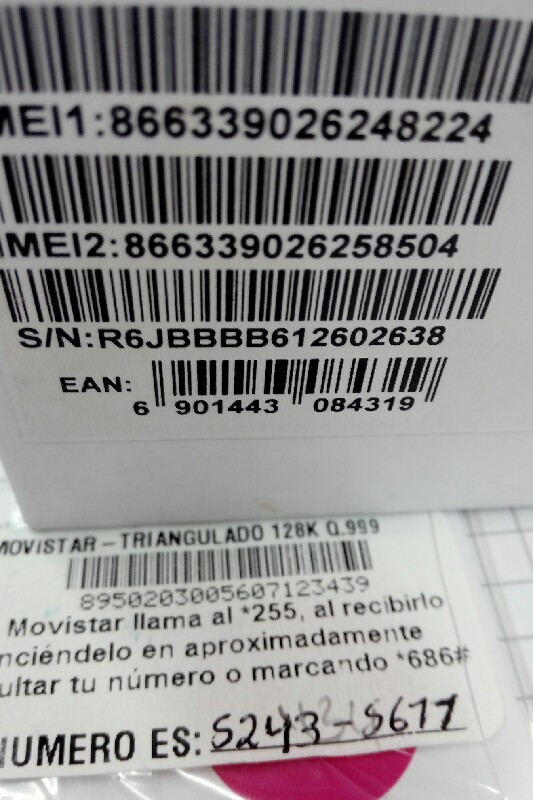 MEI1:866339026248224
MEI2:866339026258504
S/N:R6JBBBB612602638
EAN:
6 901443 084319
MOVISTAR-TRIANGULADO 128K Q.999
8950203005607123439
Movistar llama al *255, al recibirlo
nciéndelo en aproximadamente
ultar tu número o marcando *686#
UMERO ES: 5243-5677